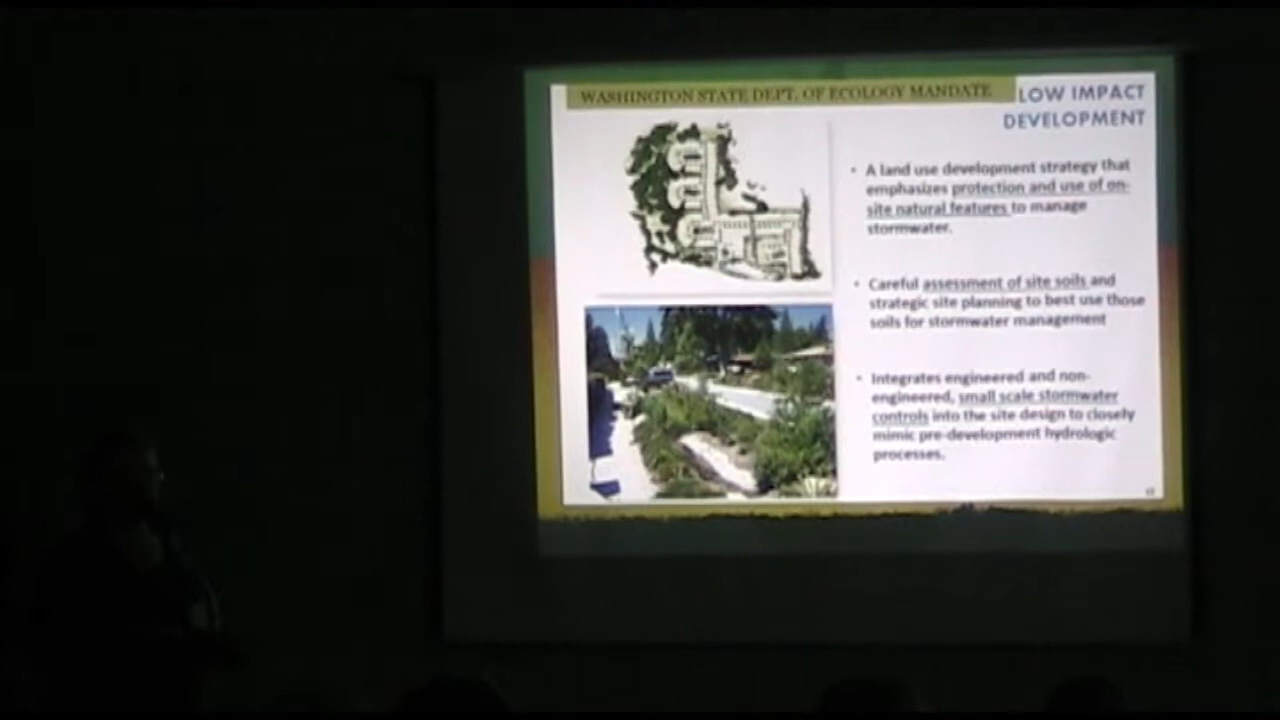 WASHINGTON STATE DEPT. OF ECOLOGY MANDATE
LOW IMPACT
DEVELOPMENT
• A land use development strategy that
emphasizes protection and use of on-
site natural features to manage
stormwater.
• Careful assessment of site soils and
strategic site planning to best use those
soils for stormwater management
• Integrates engineered and non-
engineered, small scale stormwater
controls into the site design to closely
mimic pre-development hydrologic
processes.